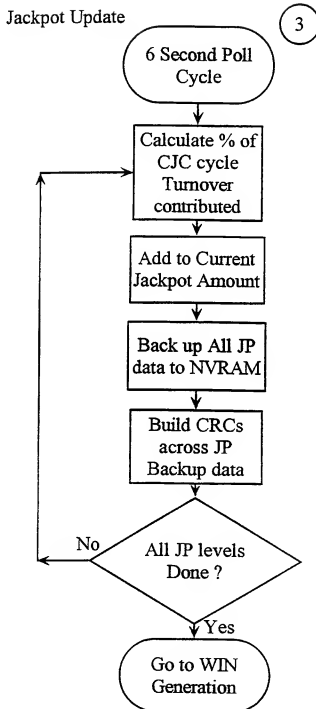 Jackpot Update
3
6 Second Poll
Cycle
Calculate % of
CJC cycle
Turnover
contributed
Add to Current
Jackpot Amount
Back up All JP
data to NVRAM
Build CRCs
across JP
Backup data
No
All JP levels
Done ?
Yes
Go to WIN
Generation